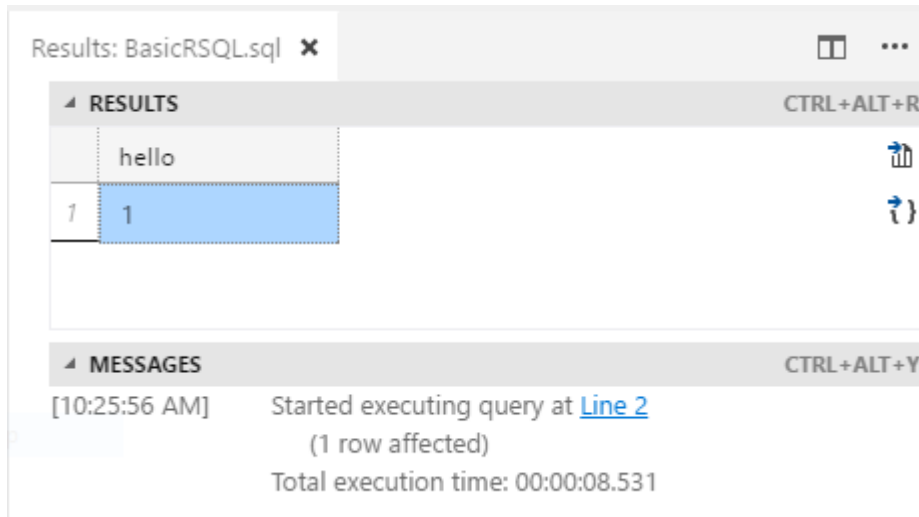 Results: BasicRSQL.sql
RESULTS CTRL+ALT+R
hello
1 1
MESSAGES CTRL+ALT+Y
[10:25:56 AM] Started executing query at Line 2
(1 row affected)
Total execution time: 00:00:08.531